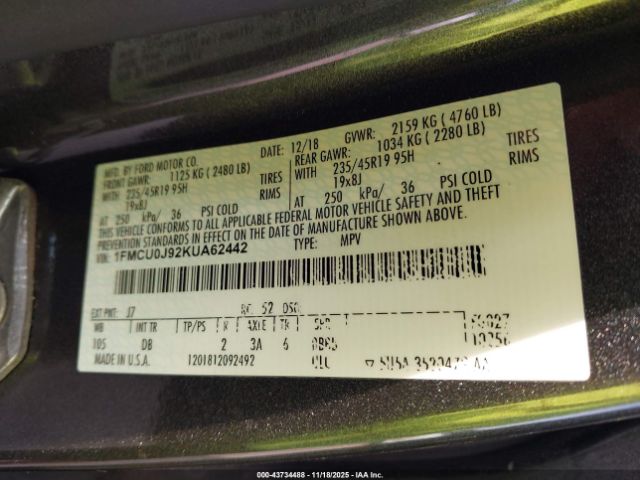 MFD. BY FORD MOTOR CO.
DATE: 12/18 GVWR: 2159 KG ( 4760 LB)
FRONT GAWR: 1125 KG ( 2480 LB) REAR GAWR: 1034 KG ( 2280 LB)
WITH 235/45R19 95H TIRES WITH 235/45R19 95H TIRES
19x8J RIMS 19x8J RIMS
AT 250 kPa/ 36 PSI COLD AT 250 kPa/ 36 PSI COLD
THIS VEHICLE CONFORMS TO ALL APPLICABLE FEDERAL MOTOR VEHICLE SAFETY AND THEFT
PREVENTION STANDARDS IN EFFECT ON THE DATE OF MANUFACTURE SHOWN ABOVE.
VIN: 1FMCU0J92KUA62442 TYPE: MPV
EXT PNT: J7 RC: 52 DSO:
WB INT TR TP/PS R AXLE TR SPR
105 DB 2 3A 6
MADE IN U.S.A. 1201812092492
000-43734488 - 11/18/2025 - IAA Inc.